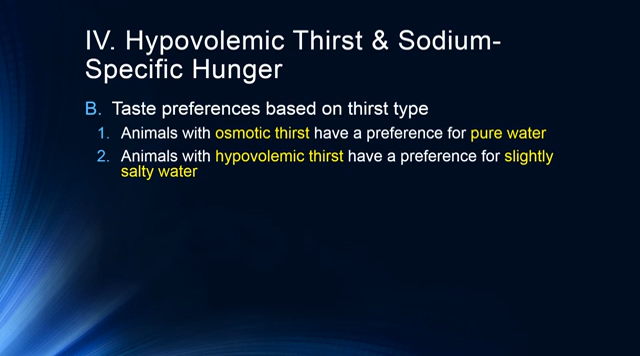 IV. Hypovolemic Thirst & Sodium-
Specific Hunger
B. Taste preferences based on thirst type
1. Animals with osmotic thirst have a preference for pure water
2. Animals with hypovolemic thirst have a preference for slightly
salty water